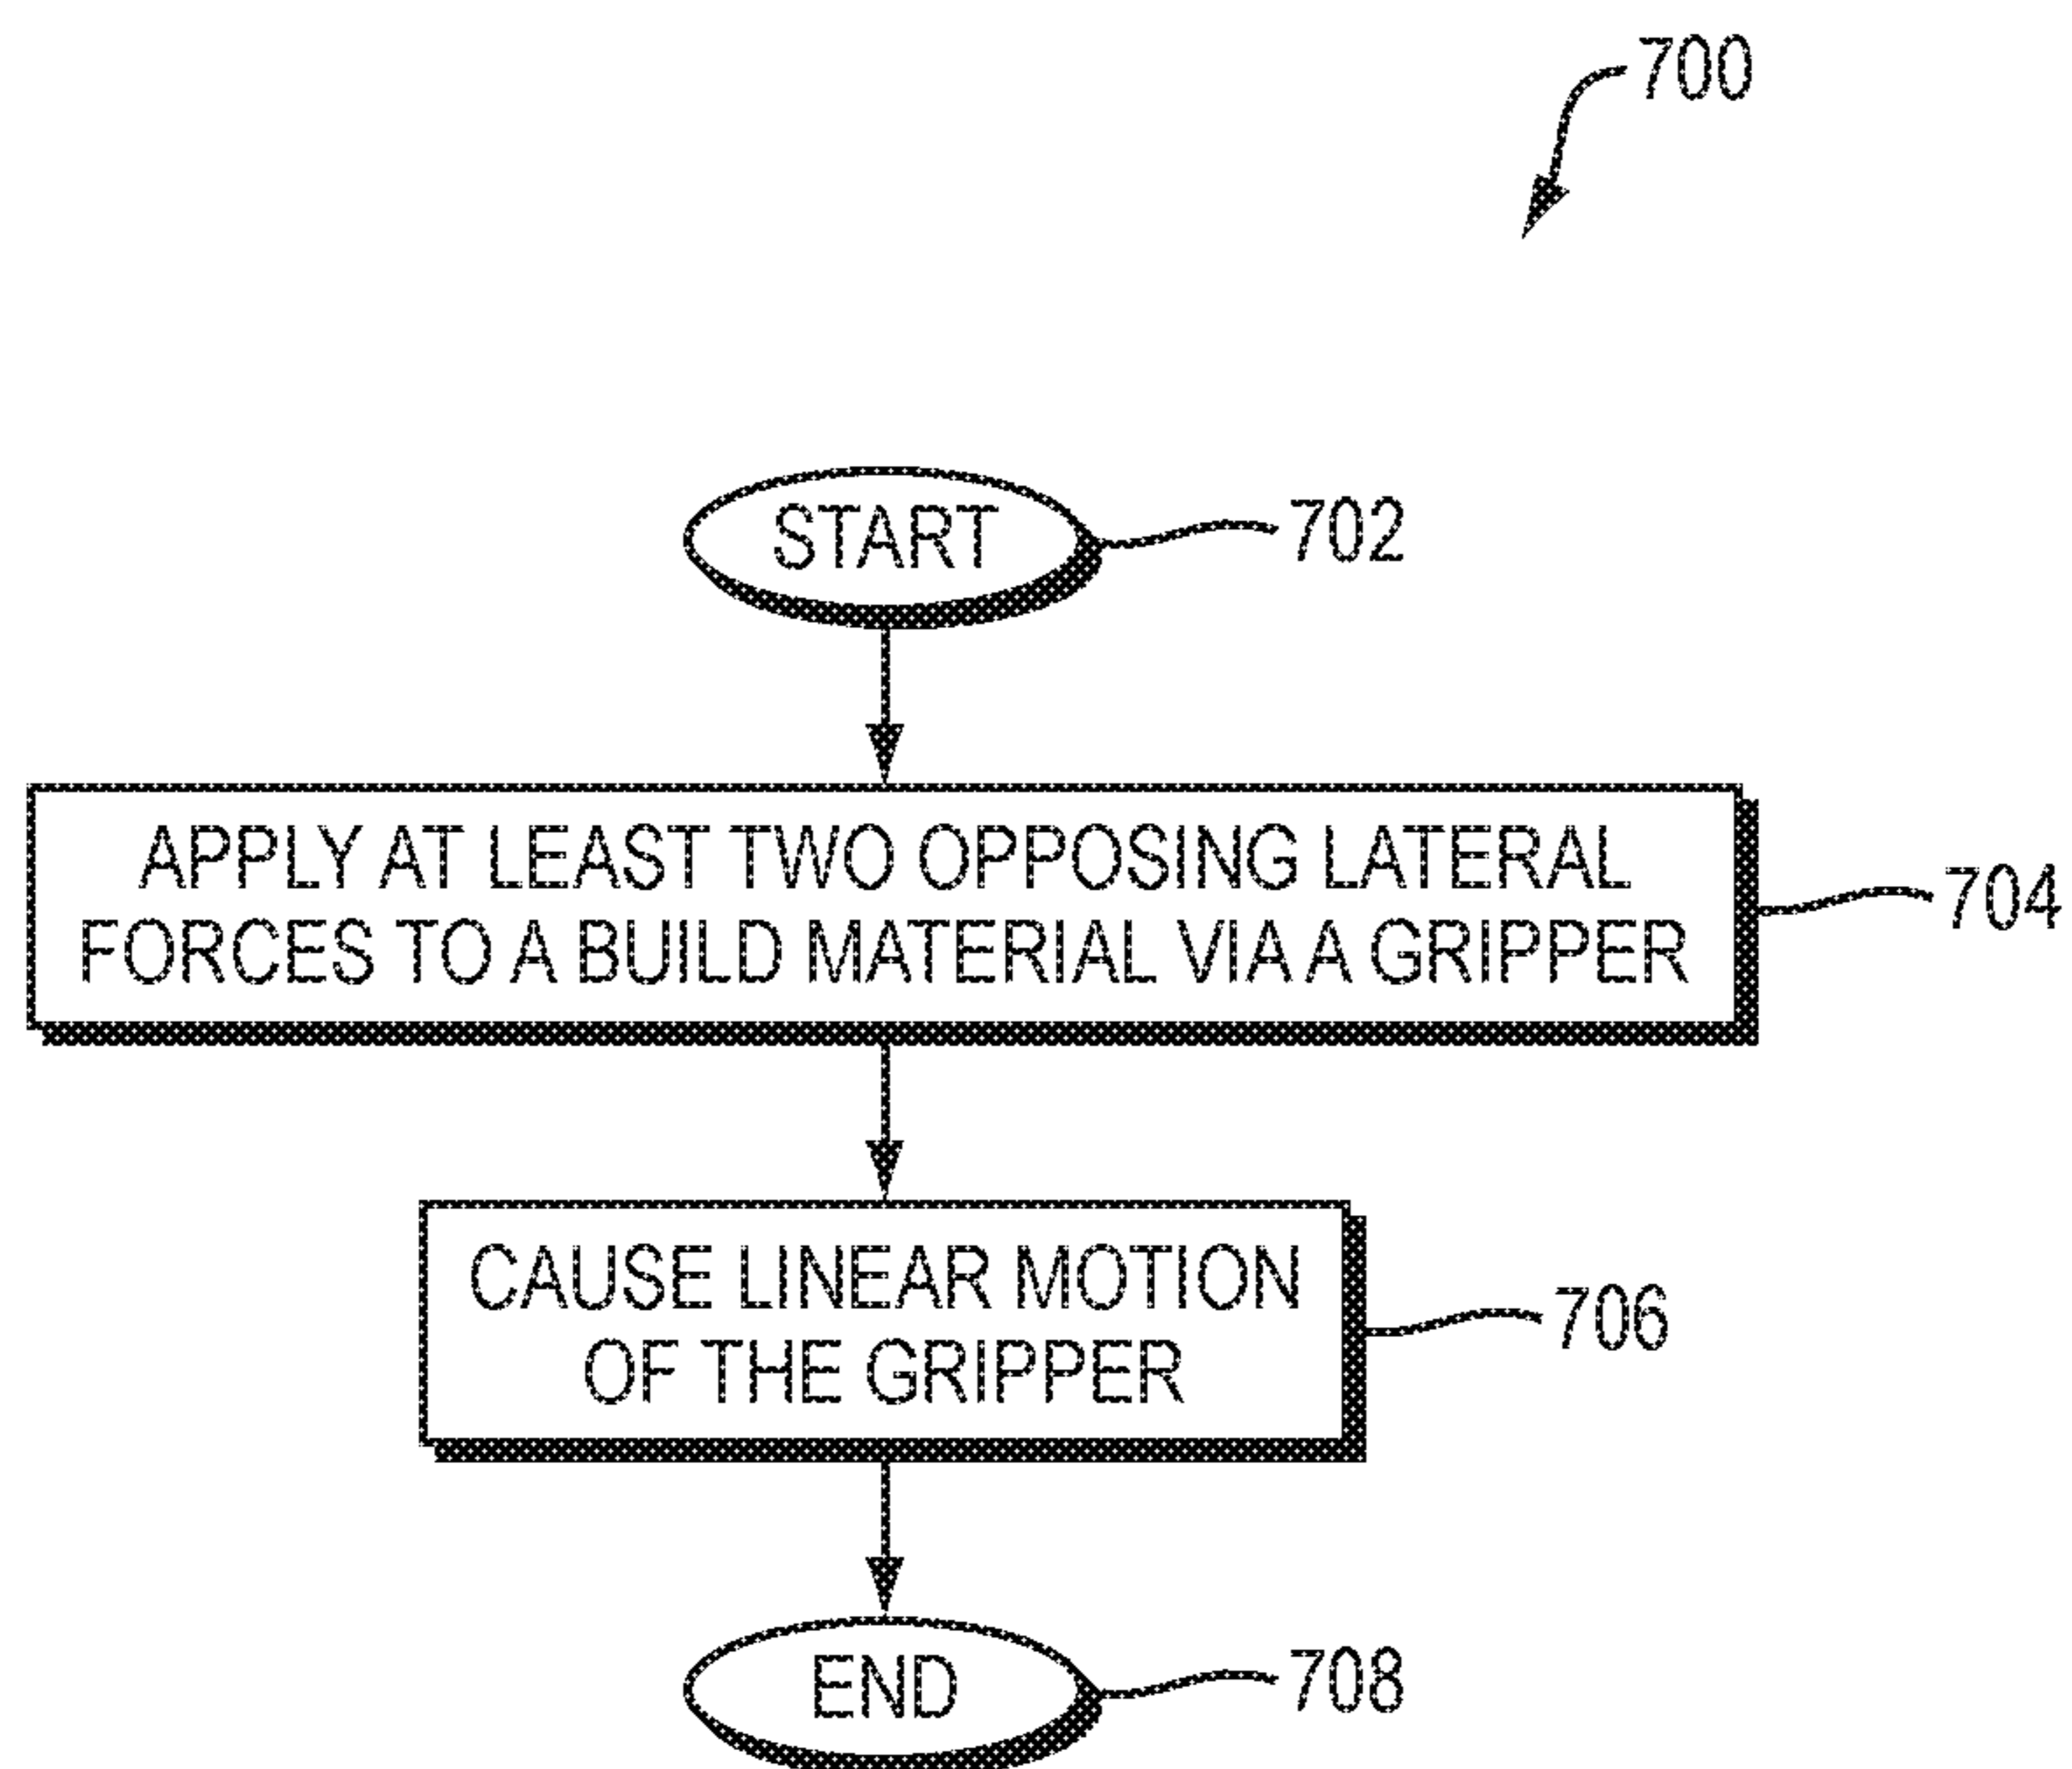 700
START
702
APPLY AT LEAST TWO OPPOSING LATERAL
FORCES TO A BUILD MATERIAL VIA A GRIPPER
704
CAUSE LINEAR MOTION
OF THE GRIPPER
706
END
708